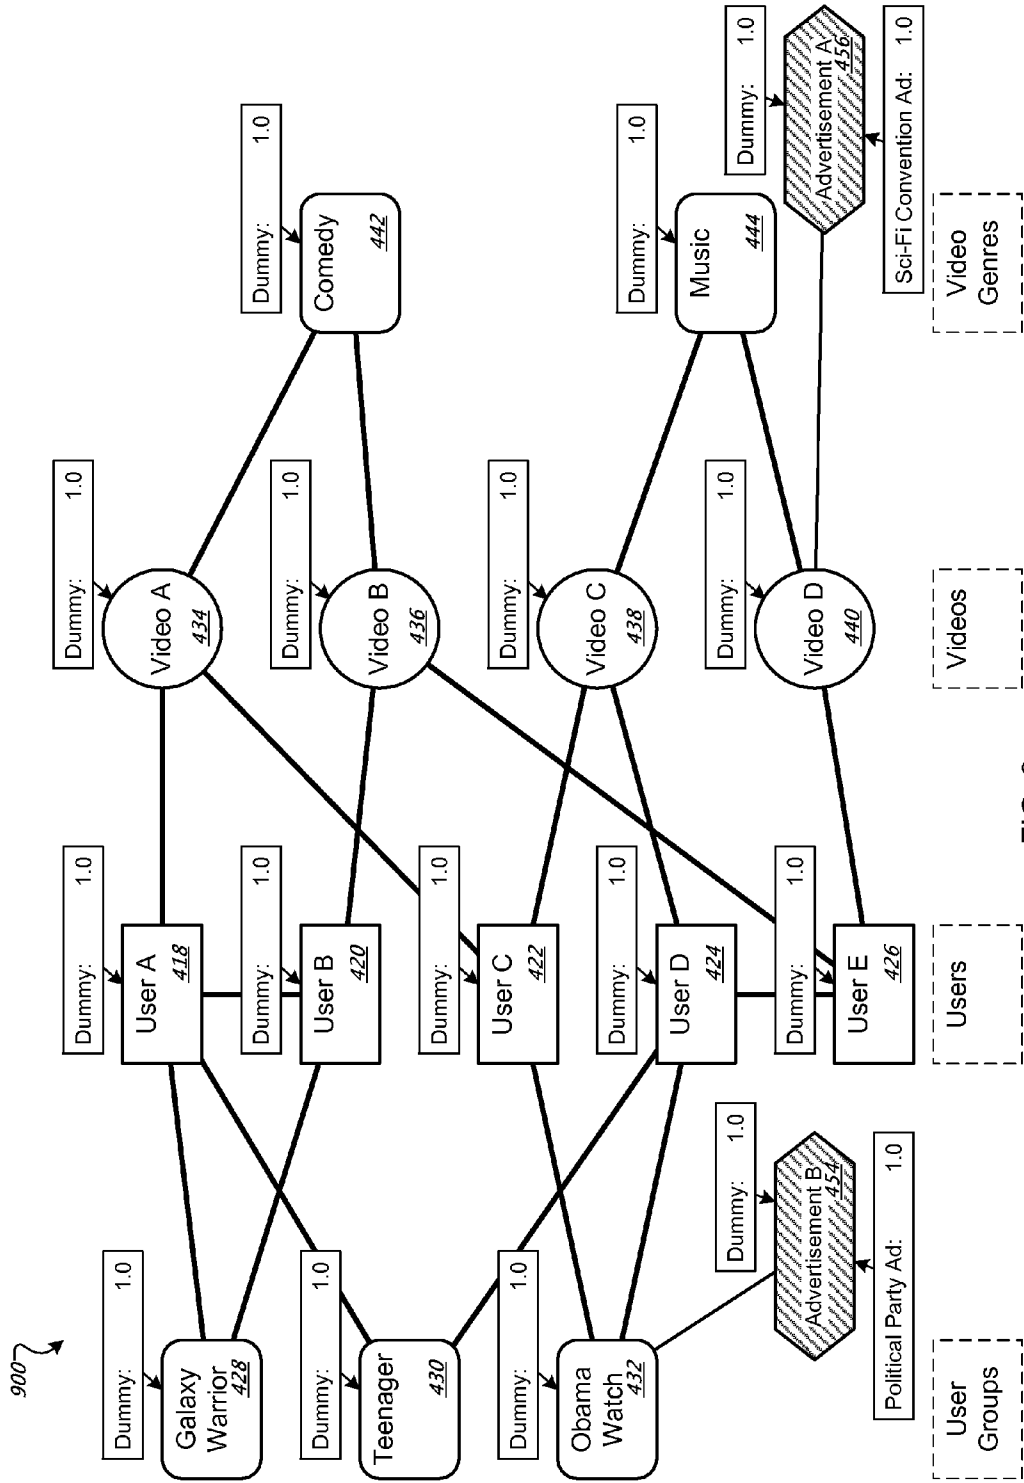 900
Dummy: 1.0
Galaxy
Warrior
428
Dummy: 1.0
Teenager
430
Dummy: 1.0
Obama
Watch
432
Dummy: 1.0
Advertisement B
454
Political Party Ad: 1.0
User
Groups
Dummy: 1.0
User A
418
Dummy: 1.0
User B
420
Dummy: 1.0
User C
422
Dummy: 1.0
User D
424
Dummy: 1.0
User E
426
Users
Dummy: 1.0
Video A
434
Dummy: 1.0
Video B
436
Dummy: 1.0
Video C
438
Dummy: 1.0
Video D
440
Videos
Dummy: 1.0
Comedy
442
Dummy: 1.0
Music
444
Dummy: 1.0
Advertisement A
456
Sci-Fi Convention Ad: 1.0
Video
Genres